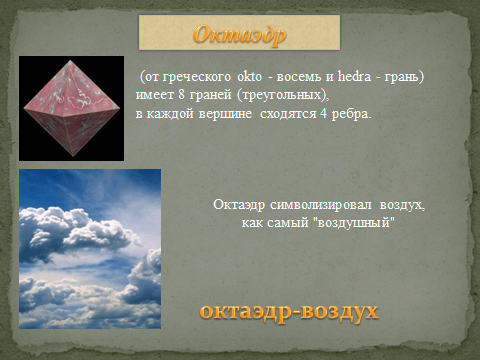 Октаэдр
(от греческого okto - восемь и hedra - грань)
имеет 8 граней (треугольных),
в каждой вершине сходятся 4 ребра.
Октаэдр символизировал воздух,
как самый "воздушный"
октаэдр-воздух